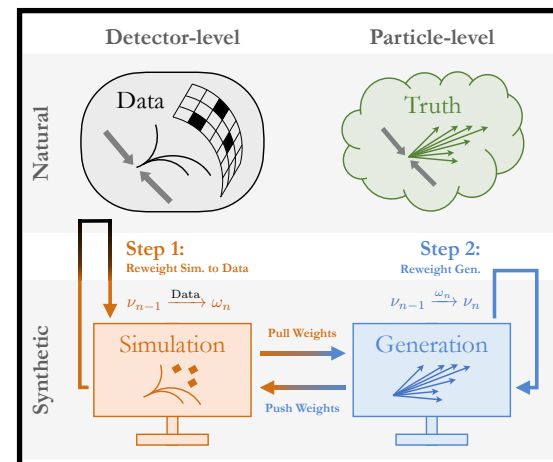 Detector-level Particle-level
Natural
Data
Truth
Step 1:
Reweight Sim. to Data
Step 2:
Reweight Gen.
Synthetic
νₙ₋₁ —Data→ ωₙ
νₙ₋₁ —ωₙ→ νₙ
Simulation
Pull Weights
Generation
Push Weights